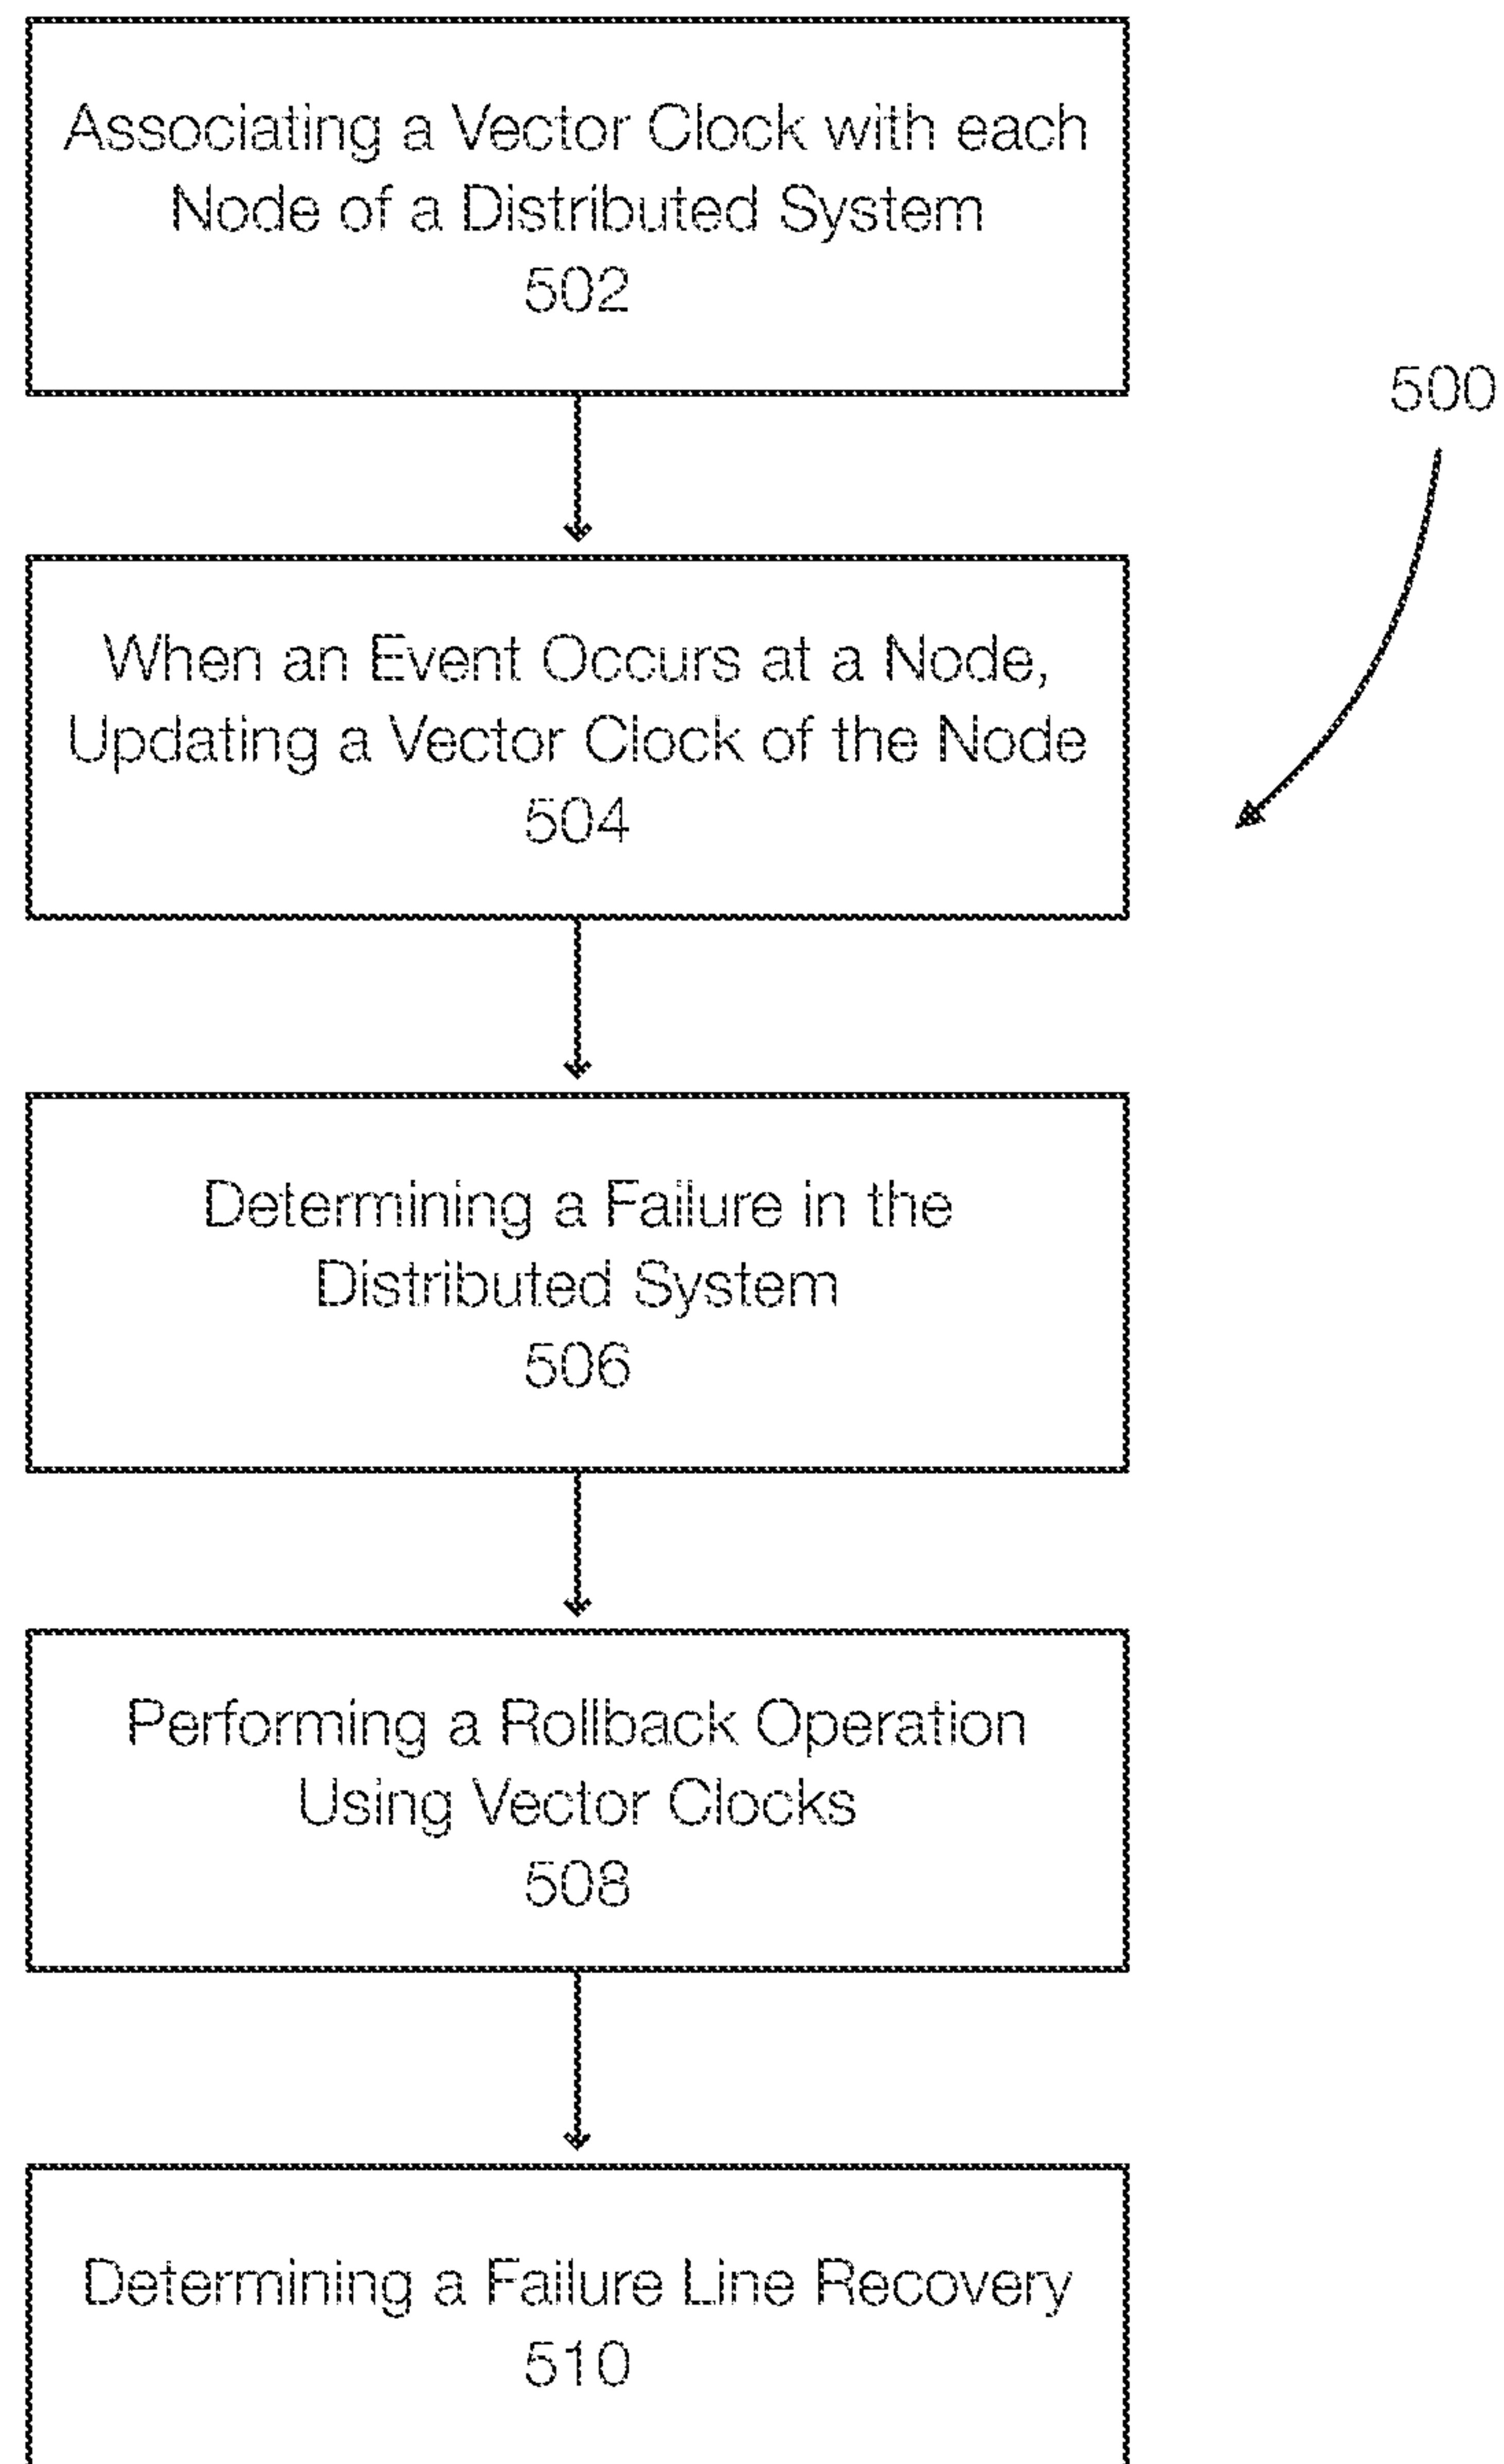 Associating a Vector Clock with each
Node of a Distributed System
502
500
When an Event Occurs at a Node,
Updating a Vector Clock of the Node
504
Determining a Failure in the
Distributed System
506
Performing a Rollback Operation
Using Vector Clocks
508
Determining a Failure Line Recovery
510